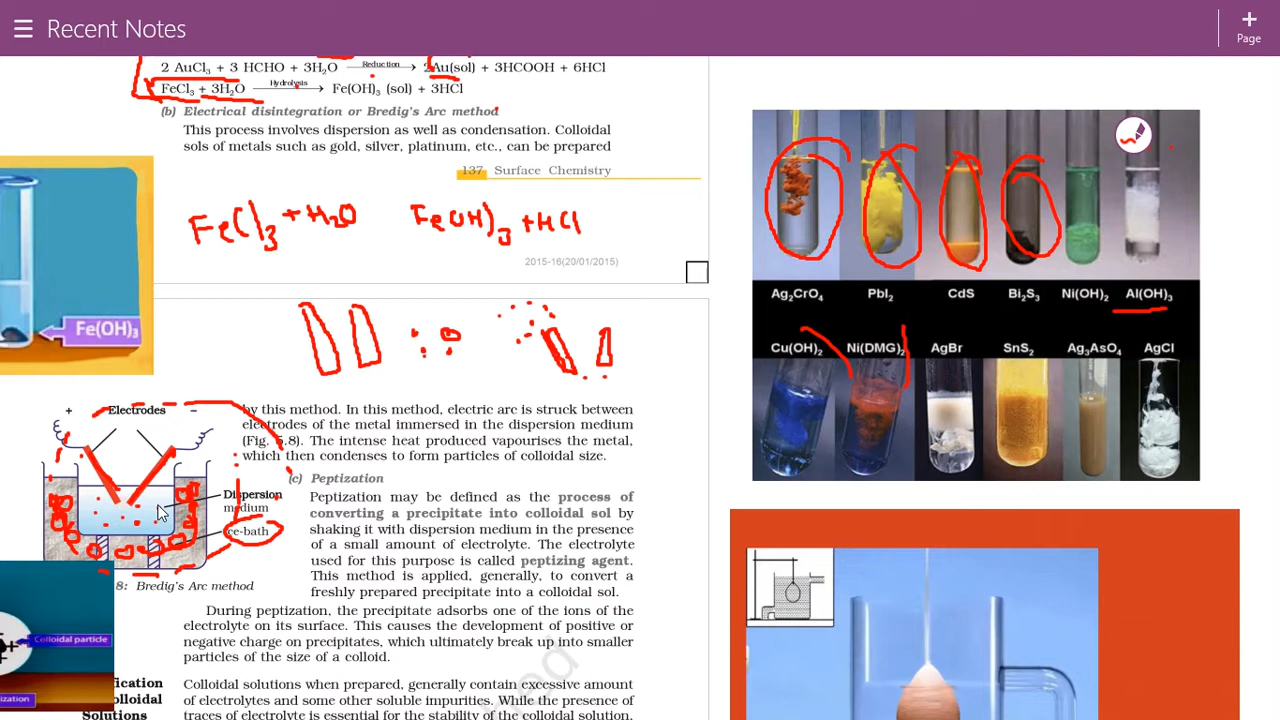 Recent Notes
Page
2 AuCl3 + 3 HCHO + 3H2O Reduction → 2Au(sol) + 3HCOOH + 6HCl
FeCl3 + 3H2O Hydrolysis → Fe(OH)3 (sol) + 3HCl
(b) Electrical disintegration or Bredig's Arc method
This process involves dispersion as well as condensation. Colloidal
sols of metals such as gold, silver, platinum, etc., can be prepared
137 Surface Chemistry
FeCl3 + H2O Fe(OH)3 + HCl
2015-16(20/01/2015)
Fe(OH)3
+ Electrodes −
Dispersion
medium
ice-bath
8: Bredig's Arc method
by this method. In this method, electric arc is struck between
electrodes of the metal immersed in the dispersion medium
(Fig. 5.8). The intense heat produced vapourises the metal,
which then condenses to form particles of colloidal size.
(c) Peptization
Peptization may be defined as the process of
converting a precipitate into colloidal sol by
shaking it with dispersion medium in the presence
of a small amount of electrolyte. The electrolyte
used for this purpose is called peptizing agent.
This method is applied, generally, to convert a
freshly prepared precipitate into a colloidal sol.
During peptization, the precipitate adsorbs one of the ions of the
electrolyte on its surface. This causes the development of positive or
negative charge on precipitates, which ultimately break up into smaller
particles of the size of a colloid.
Colloidal particle
ization
ification
olloidal
Solutions
Colloidal solutions when prepared, generally contain excessive amount
of electrolytes and some other soluble impurities. While the presence of
traces of electrolyte is essential for the stability of the colloidal solution,
hed
Ag2CrO4 PbI2 CdS Bi2S3 Ni(OH)2 Al(OH)3
Cu(OH)2 Ni(DMG)2 AgBr SnS2 Ag3AsO4 AgCl